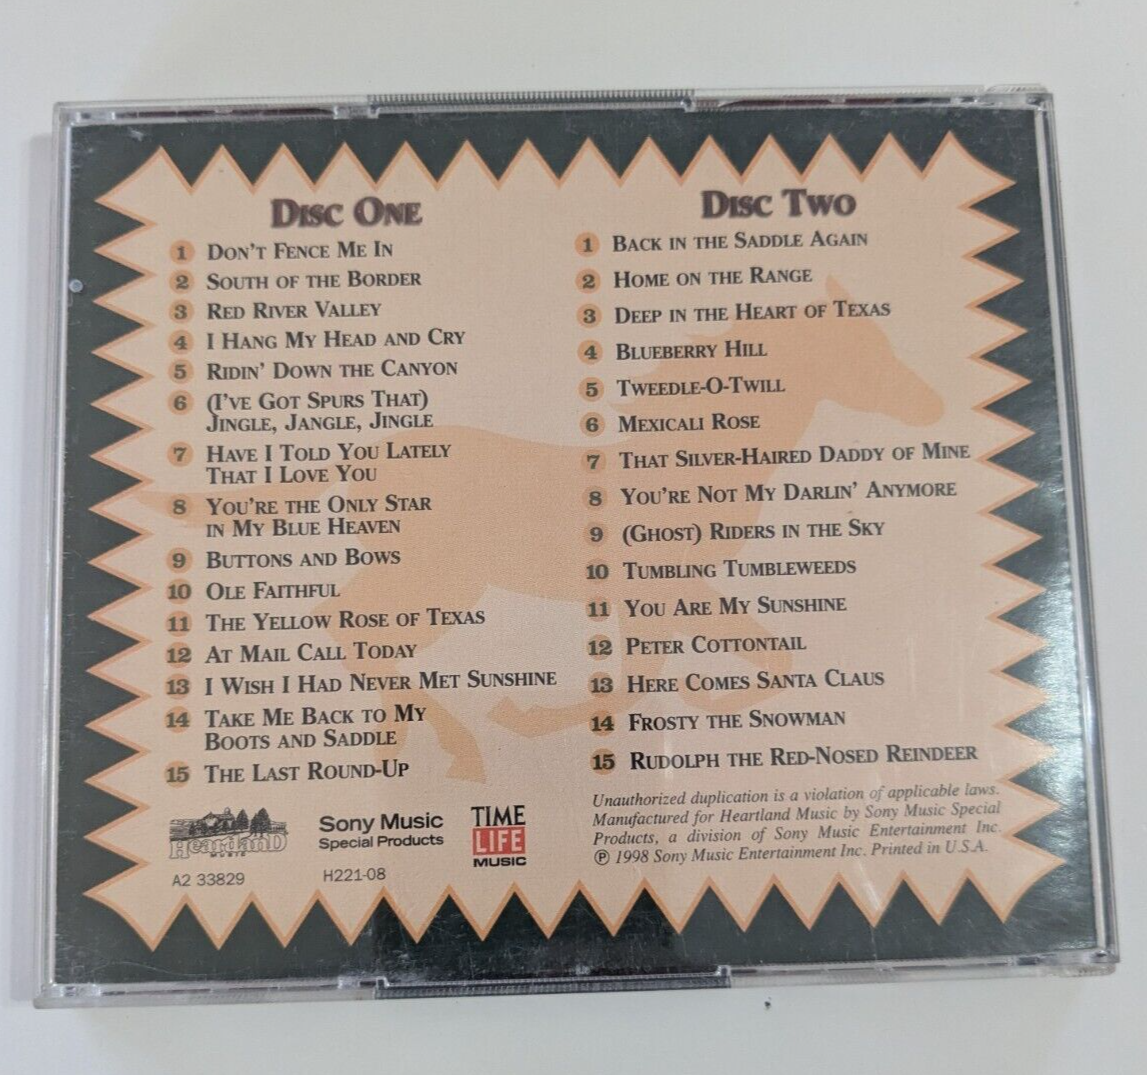 DISC ONE
1 DON'T FENCE ME IN
2 SOUTH OF THE BORDER
3 RED RIVER VALLEY
4 I HANG MY HEAD AND CRY
5 RIDIN' DOWN THE CANYON
6 (I'VE GOT SPURS THAT)
JINGLE, JANGLE, JINGLE
7 HAVE I TOLD YOU LATELY
THAT I LOVE YOU
8 YOU'RE THE ONLY STAR
IN MY BLUE HEAVEN
9 BUTTONS AND BOWS
10 OLE FAITHFUL
11 THE YELLOW ROSE OF TEXAS
12 AT MAIL CALL TODAY
13 I WISH I HAD NEVER MET SUNSHINE
14 TAKE ME BACK TO MY
BOOTS AND SADDLE
15 THE LAST ROUND-UP
DISC TWO
1 BACK IN THE SADDLE AGAIN
2 HOME ON THE RANGE
3 DEEP IN THE HEART OF TEXAS
4 BLUEBERRY HILL
5 TWEEDLE-O-TWILL
6 MEXICALI ROSE
7 THAT SILVER-HAIRED DADDY OF MINE
8 YOU'RE NOT MY DARLIN' ANYMORE
9 (GHOST) RIDERS IN THE SKY
10 TUMBLING TUMBLEWEEDS
11 YOU ARE MY SUNSHINE
12 PETER COTTONTAIL
13 HERE COMES SANTA CLAUS
14 FROSTY THE SNOWMAN
15 RUDOLPH THE RED-NOSED REINDEER
Heartland
MUSIC
A2 33829
Sony Music
Special Products
H221-08
TIME
LIFE
MUSIC
Unauthorized duplication is a violation of applicable laws.
Manufactured for Heartland Music by Sony Music Special
Products, a division of Sony Music Entertainment Inc.
℗ 1998 Sony Music Entertainment Inc. Printed in U.S.A.